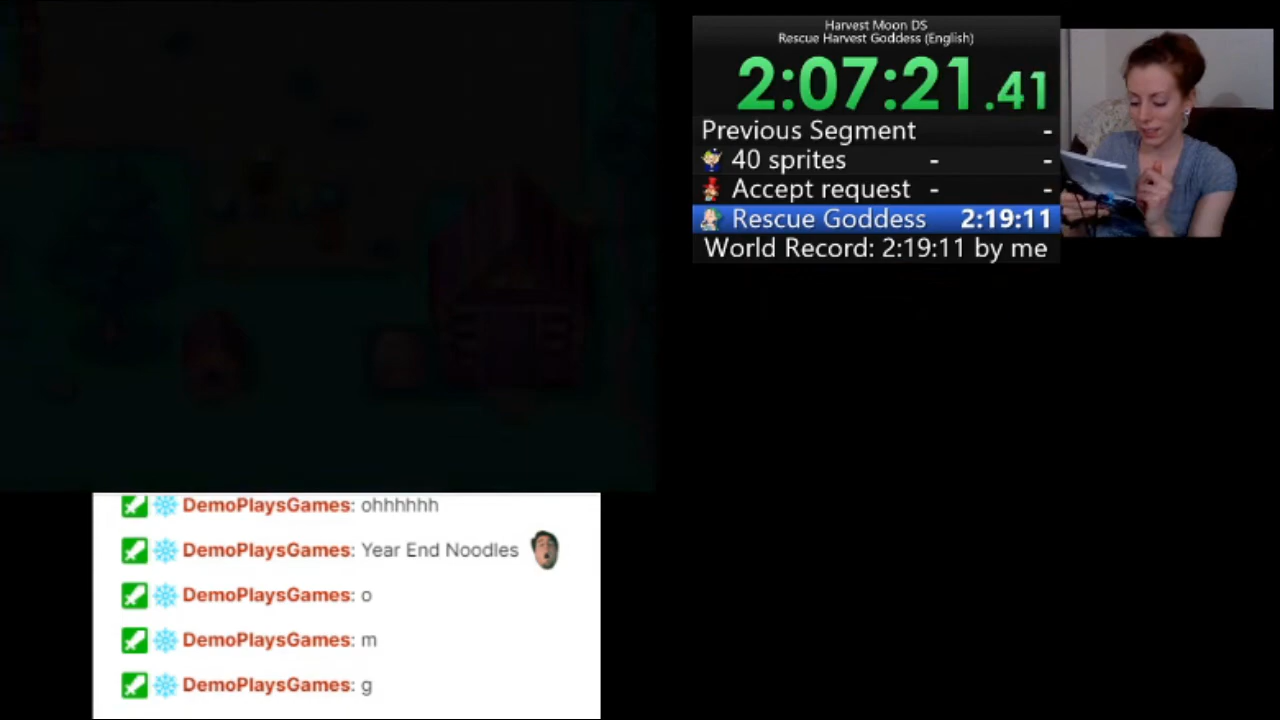 Harvest Moon DS
Rescue Harvest Goddess (English)
2:07:21.41
Previous Segment -
40 sprites - -
Accept request - -
Rescue Goddess 2:19:11
World Record: 2:19:11 by me
DemoPlaysGames: ohhhhhh
DemoPlaysGames: Year End Noodles
DemoPlaysGames: o
DemoPlaysGames: m
DemoPlaysGames: g